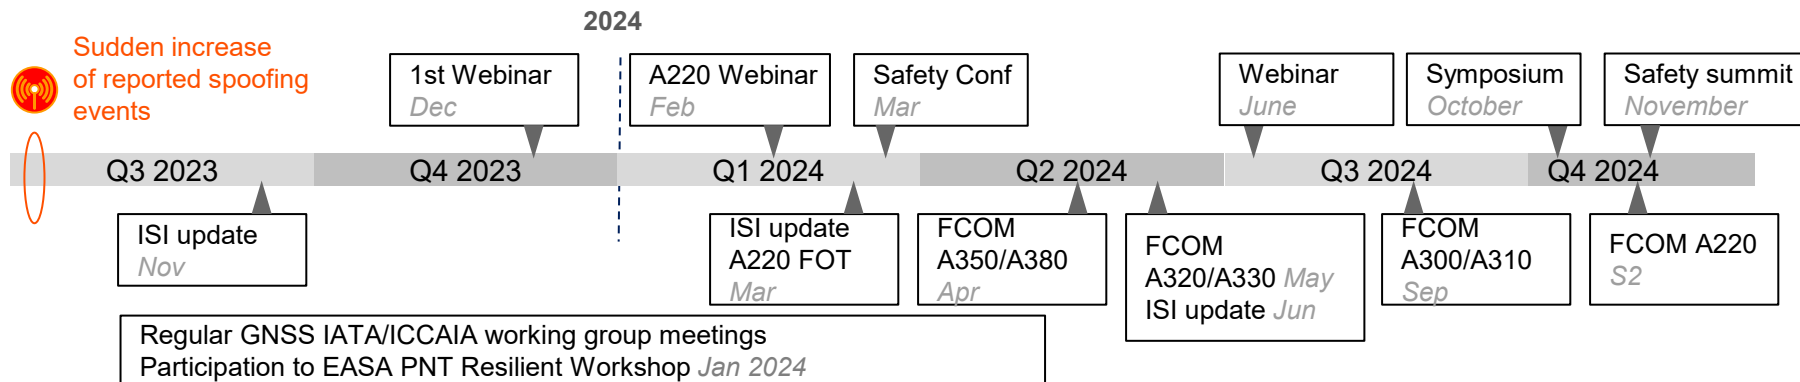 2024
Sudden increase
of reported spoofing
events
1st Webinar
Dec
A220 Webinar
Feb
Safety Conf
Mar
Webinar
June
Symposium
October
Safety summit
November
Q3 2023
Q4 2023
Q1 2024
Q2 2024
Q3 2024
Q4 2024
ISI update
Nov
ISI update
A220 FOT
Mar
FCOM
A350/A380
Apr
FCOM
A320/A330 May
ISI update Jun
FCOM
A300/A310
Sep
FCOM A220
S2
Regular GNSS IATA/ICCAIA working group meetings
Participation to EASA PNT Resilient Workshop Jan 2024